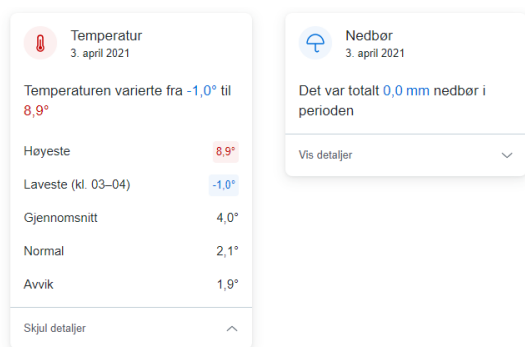 Temperatur
3. april 2021
Temperaturen varierte fra -1,0° til
8,9°
Høyeste 8,9°
Laveste (kl. 03–04) -1,0°
Gjennomsnitt 4,0°
Normal 2,1°
Avvik 1,9°
Skjul detaljer
Nedbør
3. april 2021
Det var totalt 0,0 mm nedbør i
perioden
Vis detaljer